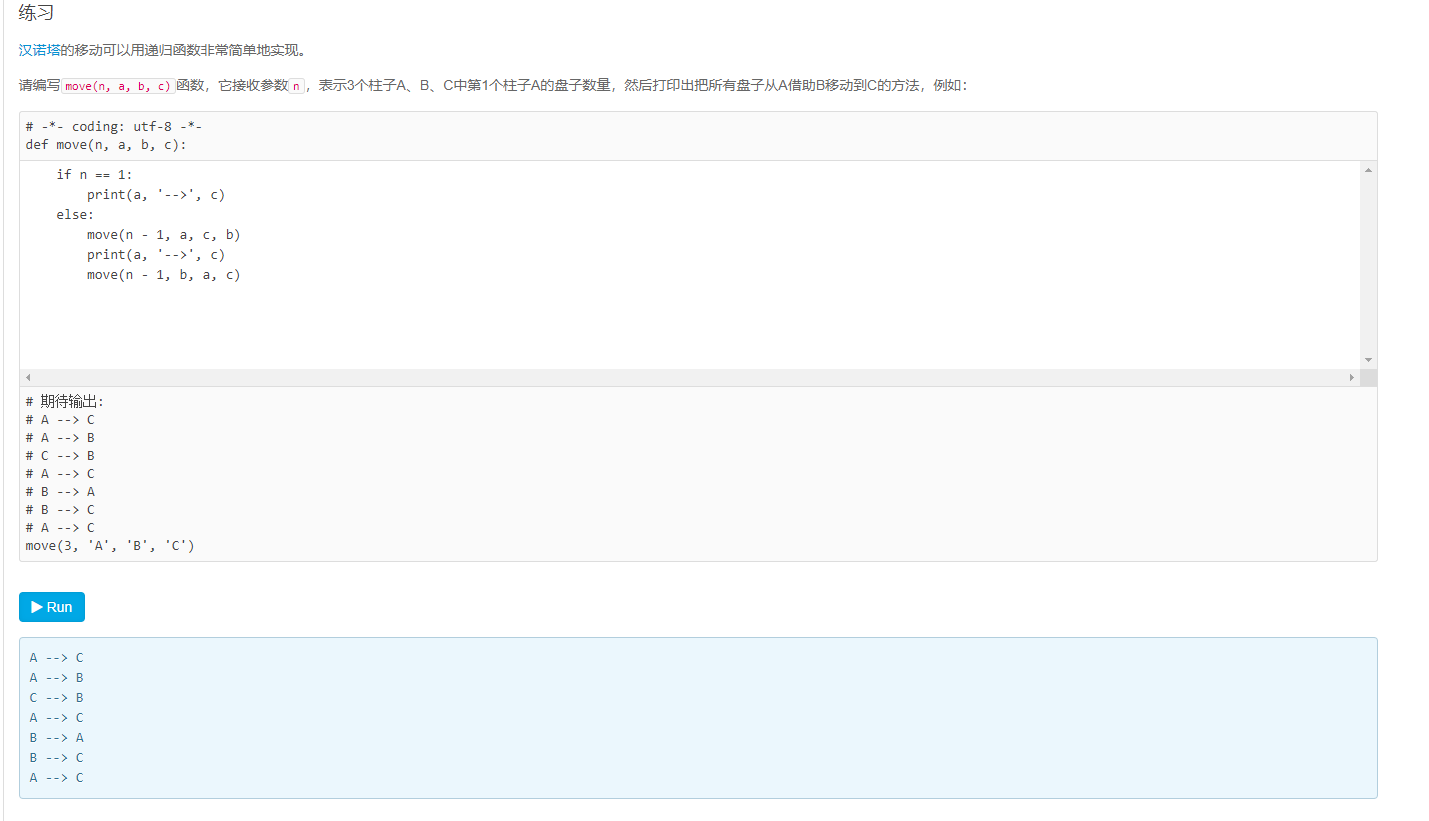 练习
汉诺塔的移动可以用递归函数非常简单地实现。
请编写move(n, a, b, c)函数，它接收参数n，表示3个柱子A、B、C中第1个柱子A的盘子数量，然后打印出把所有盘子从A借助B移动到C的方法，例如：
# -*- coding: utf-8 -*-
def move(n, a, b, c):
    if n == 1:
        print(a, '-->', c)
    else:
        move(n - 1, a, c, b)
        print(a, '-->', c)
        move(n - 1, b, a, c)
# 期待输出:
# A --> C
# A --> B
# C --> B
# A --> C
# B --> A
# B --> C
# A --> C
move(3, 'A', 'B', 'C')
Run
A --> C
A --> B
C --> B
A --> C
B --> A
B --> C
A --> C